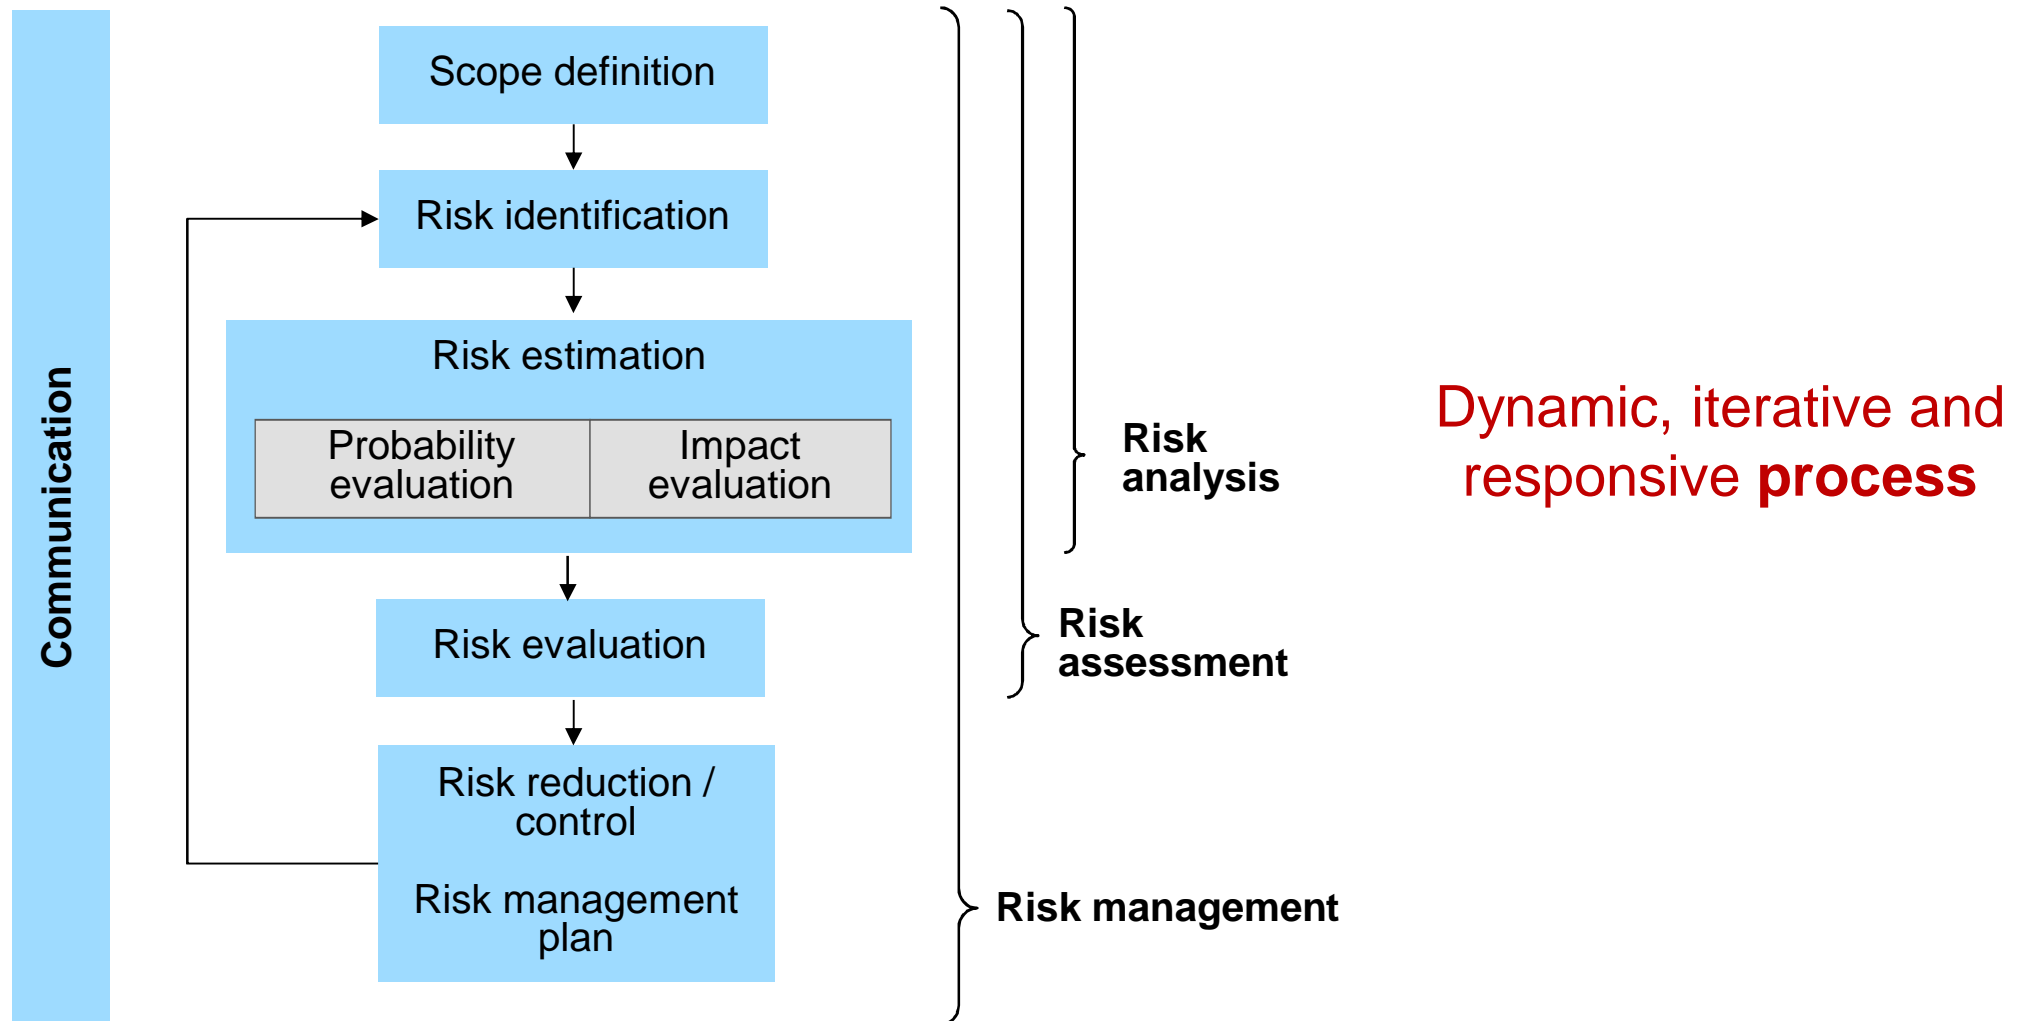 Communication
Scope definition
Risk identification
Risk estimation
Probability
evaluation
Impact
evaluation
Risk evaluation
Risk reduction /
control
Risk management
plan
Risk
analysis
Risk
assessment
Risk management
Dynamic, iterative and
responsive process